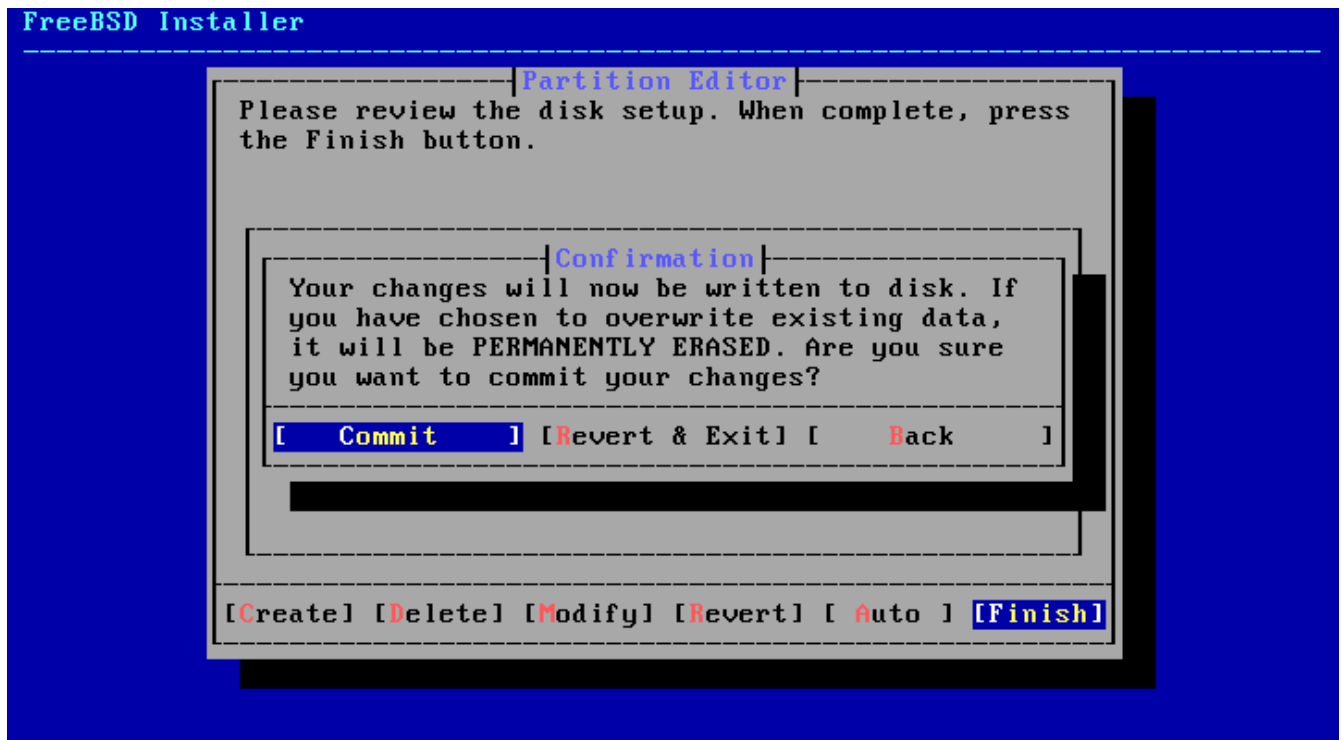 FreeBSD Installer
Partition Editor
Please review the disk setup. When complete, press
the Finish button.
Confirmation
Your changes will now be written to disk. If
you have chosen to overwrite existing data,
it will be PERMANENTLY ERASED. Are you sure
you want to commit your changes?
[ Commit ] [Revert & Exit] [ Back ]
[Create] [Delete] [Modify] [Revert] [ Auto ] [Finish]